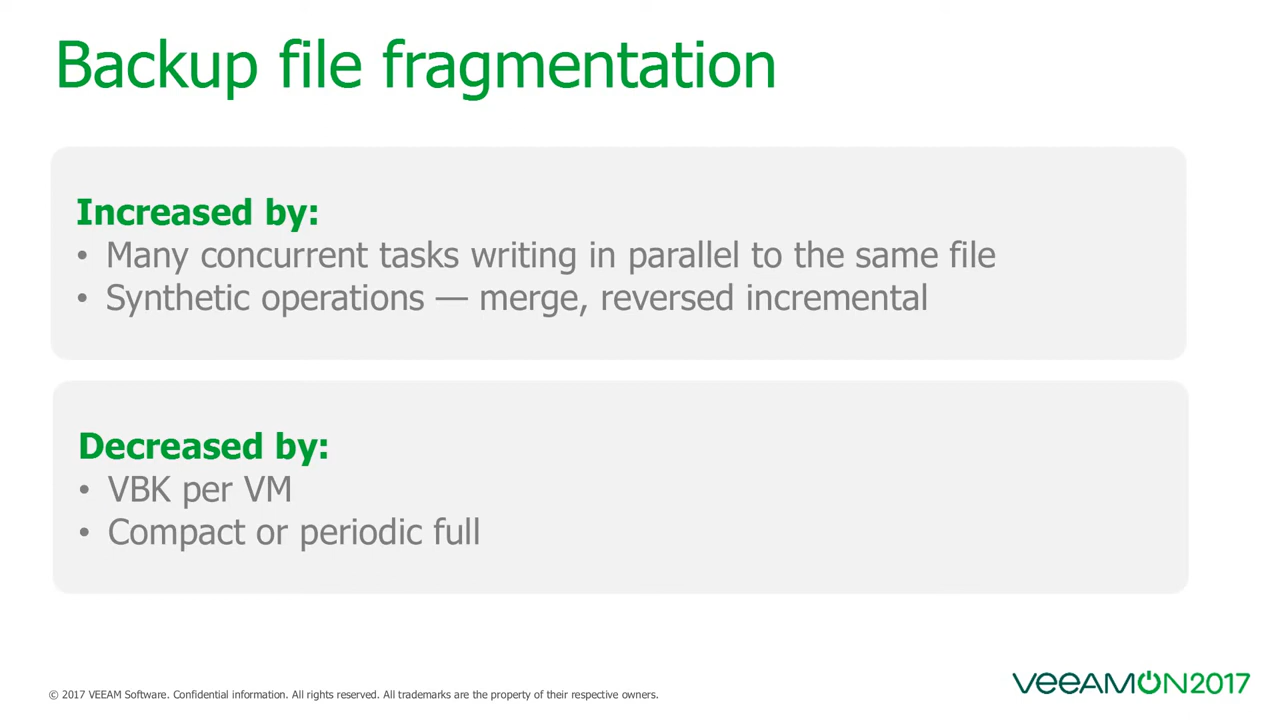 Backup file fragmentation
Increased by:
• Many concurrent tasks writing in parallel to the same file
• Synthetic operations — merge, reversed incremental
Decreased by:
• VBK per VM
• Compact or periodic full
© 2017 VEEAM Software. Confidential information. All rights reserved. All trademarks are the property of their respective owners.
VEEAMON2017